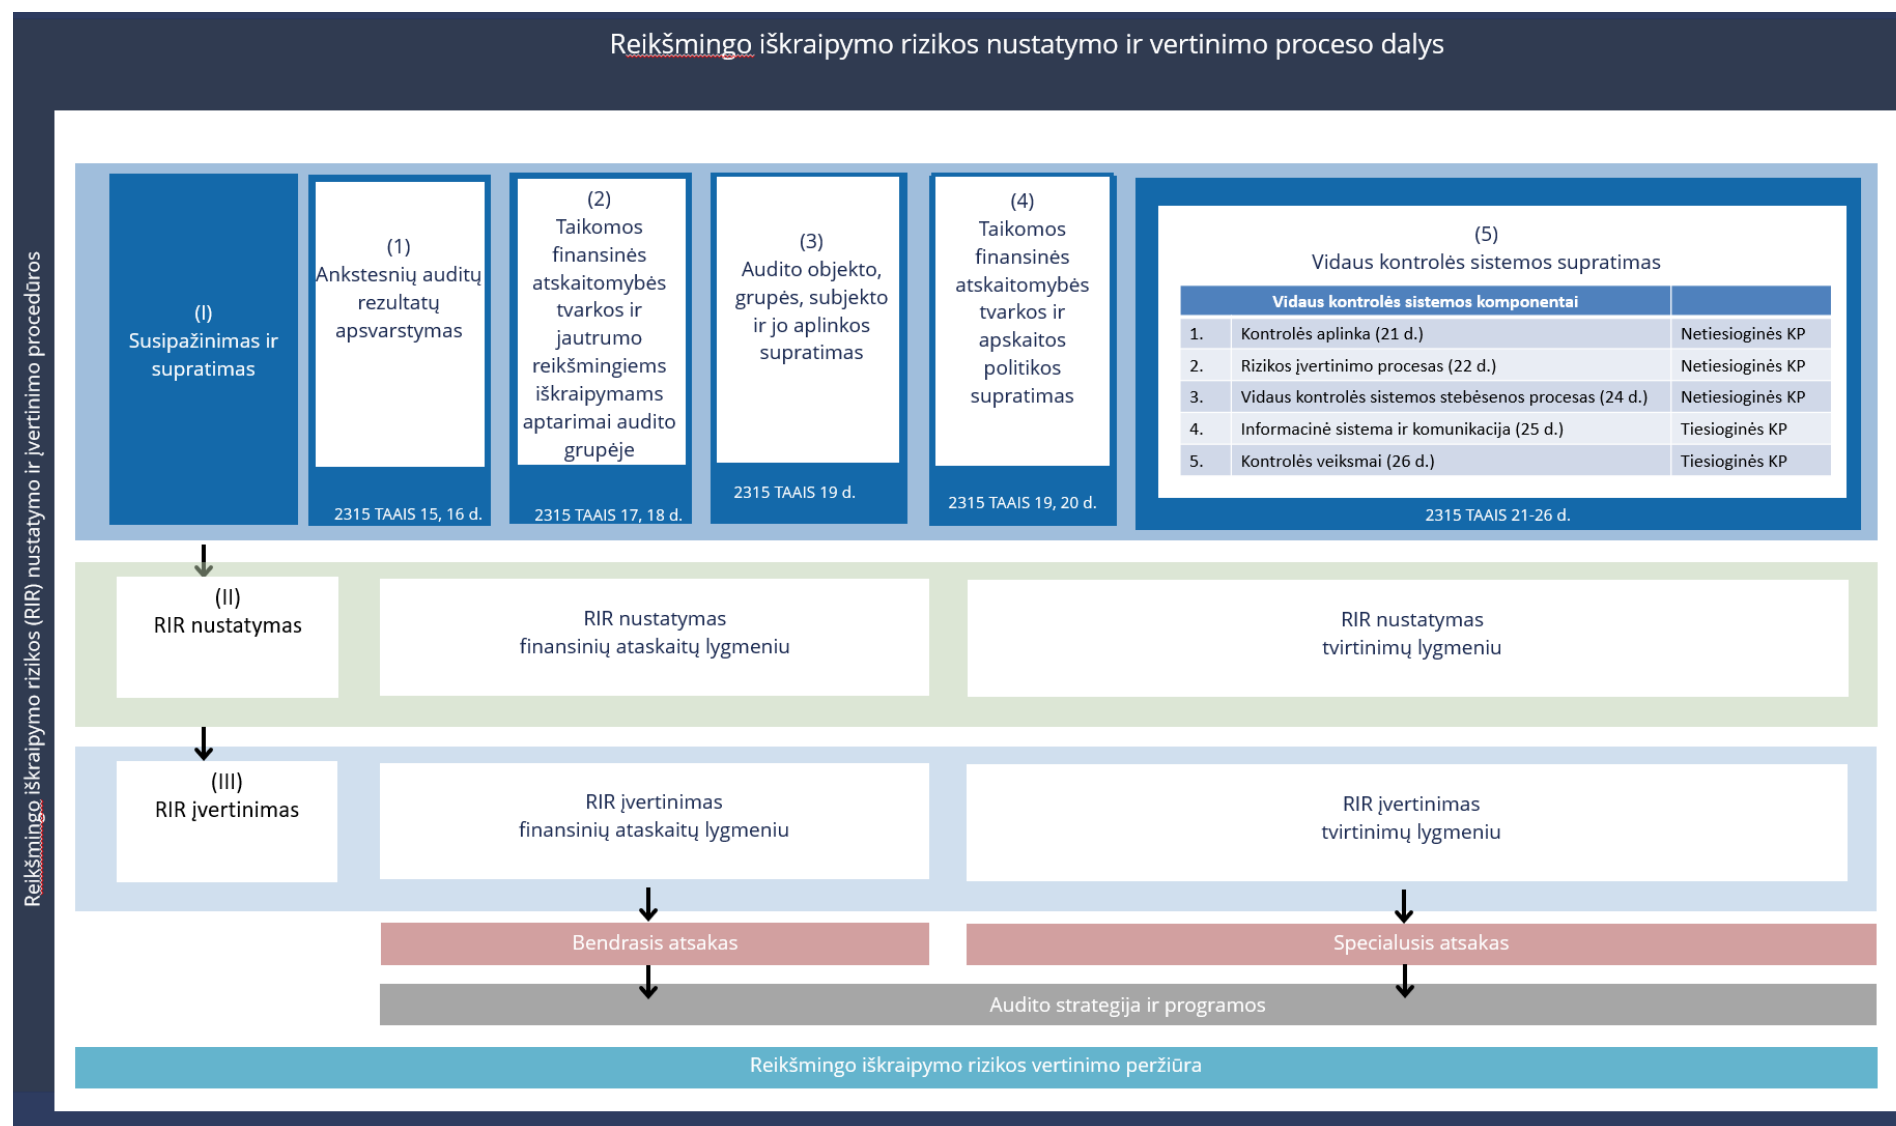 Reikšmingo iškraipymo rizikos nustatymo ir vertinimo proceso dalys
Reikšmingo iškraipymo rizikos (RIR) nustatymo ir įvertinimo procedūros
(I)
Susipažinimas ir
supratimas
(1)
Ankstesnių auditų
rezultatų
apsvarstymas
2315 TAAIS 15, 16 d.
(2)
Taikomos
finansinės
atskaitomybės
tvarkos ir
jautrumo
reikšmingiems
iškraipymams
aptarimai audito
grupėje
2315 TAAIS 17, 18 d.
(3)
Audito objekto,
grupės, subjekto
ir jo aplinkos
supratimas
2315 TAAIS 19 d.
(4)
Taikomos
finansinės
atskaitomybės
tvarkos ir
apskaitos
politikos
supratimas
2315 TAAIS 19, 20 d.
(5)
Vidaus kontrolės sistemos supratimas
Vidaus kontrolės sistemos komponentai
1. Kontrolės aplinka (21 d.) Netiesioginės KP
2. Rizikos įvertinimo procesas (22 d.) Netiesioginės KP
3. Vidaus kontrolės sistemos stebėsenos procesas (24 d.) Netiesioginės KP
4. Informacinė sistema ir komunikacija (25 d.) Tiesioginės KP
5. Kontrolės veiksmai (26 d.) Tiesioginės KP
2315 TAAIS 21-26 d.
(II)
RIR nustatymas
RIR nustatymas
finansinių ataskaitų lygmeniu
RIR nustatymas
tvirtinimų lygmeniu
(III)
RIR įvertinimas
RIR įvertinimas
finansinių ataskaitų lygmeniu
RIR įvertinimas
tvirtinimų lygmeniu
Bendrasis atsakas
Specialusis atsakas
Audito strategija ir programos
Reikšmingo iškraipymo rizikos vertinimo peržiūra